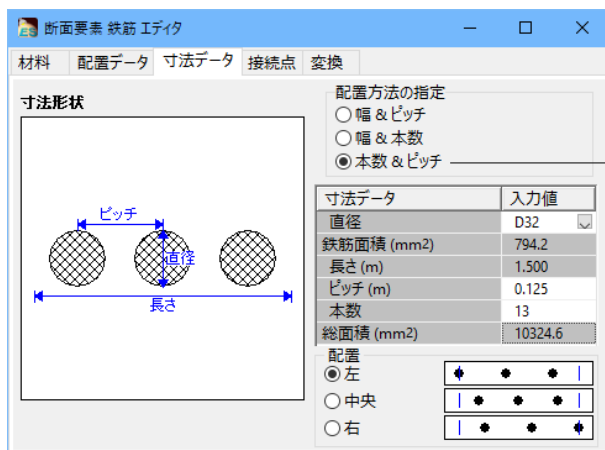 断面要素 鉄筋 エディタ
材料 配置データ 寸法データ 接続点 変換
寸法形状
ピッチ
直径
長さ
配置方法の指定
幅 & ピッチ
幅 & 本数
本数 & ピッチ
寸法データ 入力値
直径 D32
鉄筋面積 (mm2) 794.2
長さ (m) 1.500
ピッチ (m) 0.125
本数 13
総面積 (mm2) 10324.6
配置
左
中央
右